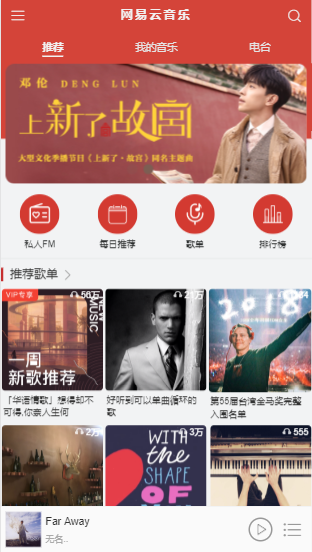 网易云音乐
推荐 我的音乐 电台
邓伦 DENG LUN
上新了故宫
大型文化季播节目《上新了·故宫》同名主题曲
私人FM 每日推荐 歌单 排行榜
推荐歌单
VIP专享 56万 21万 514
MUSIC
NEW
2018
一周
新歌推荐
「华语情歌」想得却不可得,你奈人生何
好听到可以单曲循环的歌
第55届台湾金马奖完整入围名单
2万 3万 555
WITH
THE
SHAPE
OF
Far Away
无名..